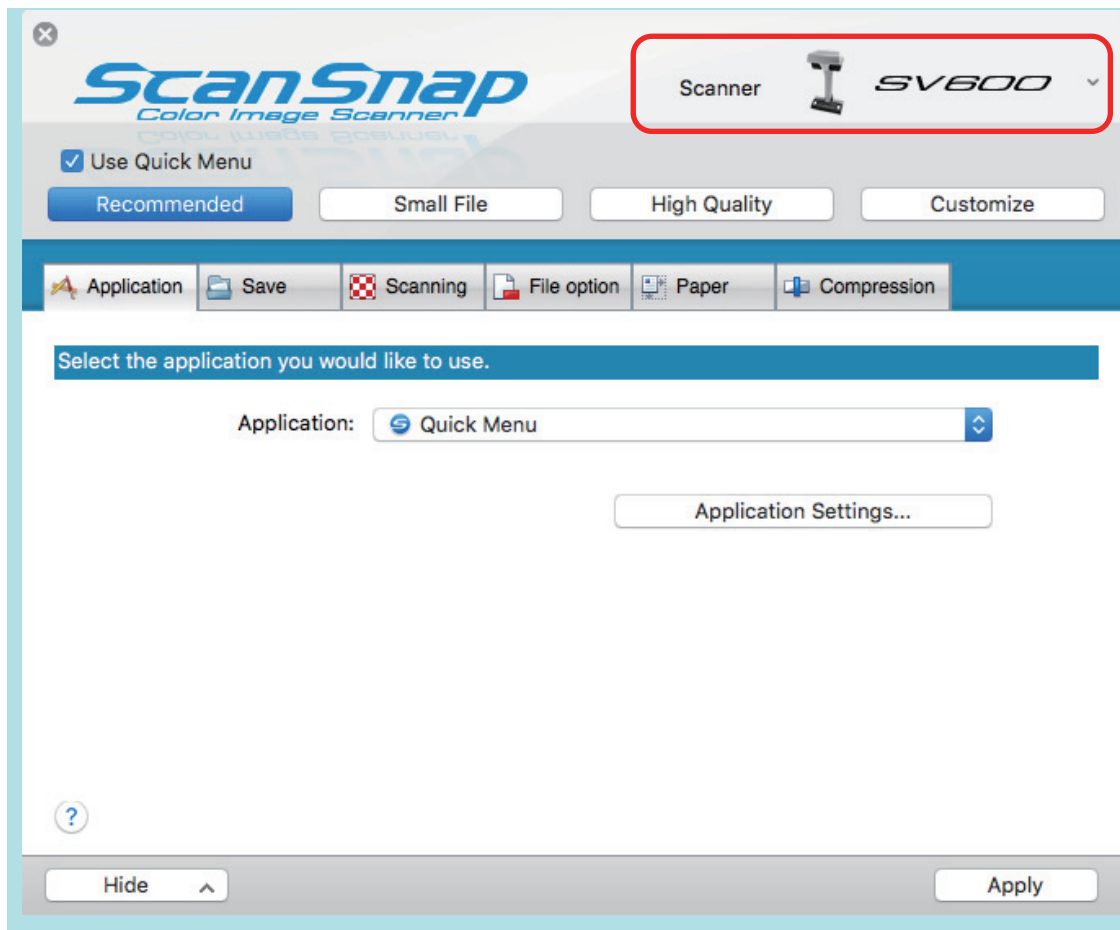 ScanSnap
Color Image Scanner
Scanner SV600
Use Quick Menu
Recommended Small File High Quality Customize
Application Save Scanning File option Paper Compression
Select the application you would like to use.
Application: Quick Menu
Application Settings...
?
Hide Apply